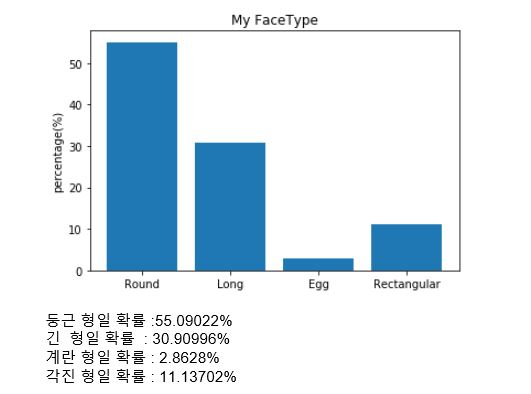 My FaceType
percentage(%)
50
40
30
20
10
0
Round Long Egg Rectangular
둥근 형일 확률 :55.09022%
긴  형일 확률  : 30.90996%
계란 형일 확률 : 2.8628%
각진 형일 확률 : 11.13702%